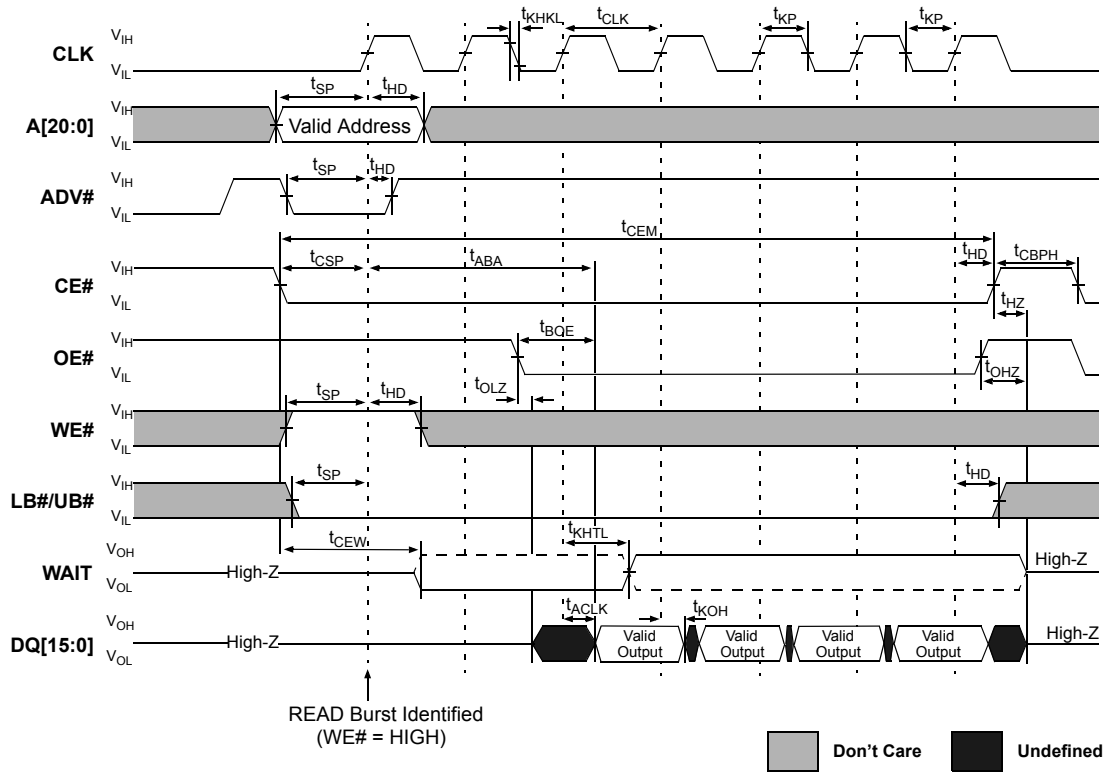 tKHKL tCLK tKP tKP
CLK VIH
VIL
tSP tHD
A[20:0] VIH
VIL
Valid Address
tSP tHD
ADV# VIH
VIL
tCEM
tCSP tABA tHD tCBPH
CE# VIH
VIL
tHZ
tBOE
OE# VIH
VIL
tOLZ tOHZ
tSP tHD
WE# VIH
VIL
tSP tHD
LB#/UB# VIH
VIL
tCEW tKHTL
WAIT VOH
VOL
High-Z High-Z
tACLK tKOH
DQ[15:0] VOH
VOL
High-Z Valid Output Valid Output Valid Output Valid Output High-Z
READ Burst Identified
(WE# = HIGH)
Don't Care Undefined